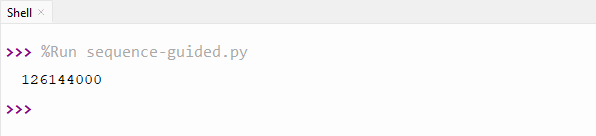 Shell ×
>>> %Run sequence-guided.py
126144000
>>>